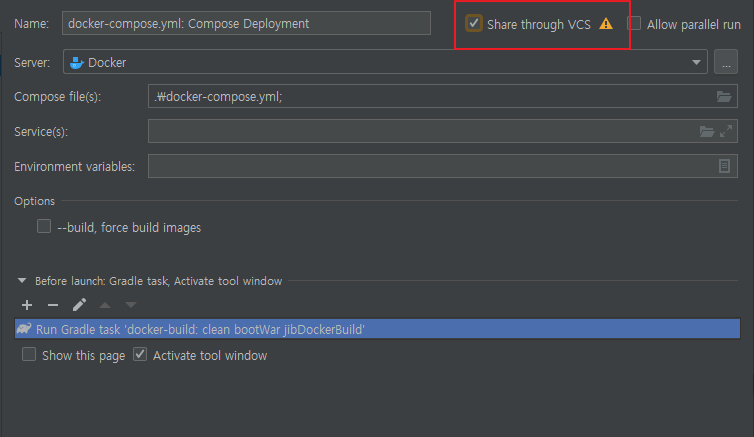 Name: docker-compose.yml: Compose Deployment Share through VCS Allow parallel run
Server: Docker ...
Compose file(s): .₩docker-compose.yml;
Service(s):
Environment variables:
Options
--build, force build images
Before launch: Gradle task, Activate tool window
Run Gradle task 'docker-build: clean bootWar jibDockerBuild'
Show this page Activate tool window